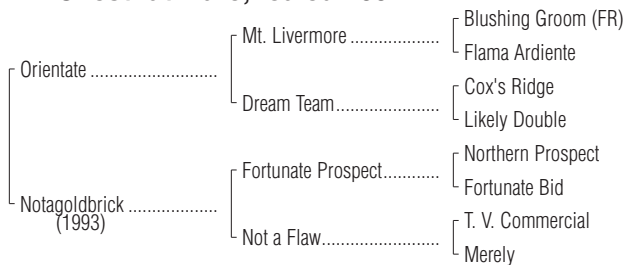 Blushing Groom (FR)
Mt. Livermore
Flama Ardiente
Orientate
Cox's Ridge
Dream Team
Likely Double
Northern Prospect
Fortunate Prospect
Fortunate Bid
Notagoldbrick
(1993)
T. V. Commercial
Not a Flaw
Merely